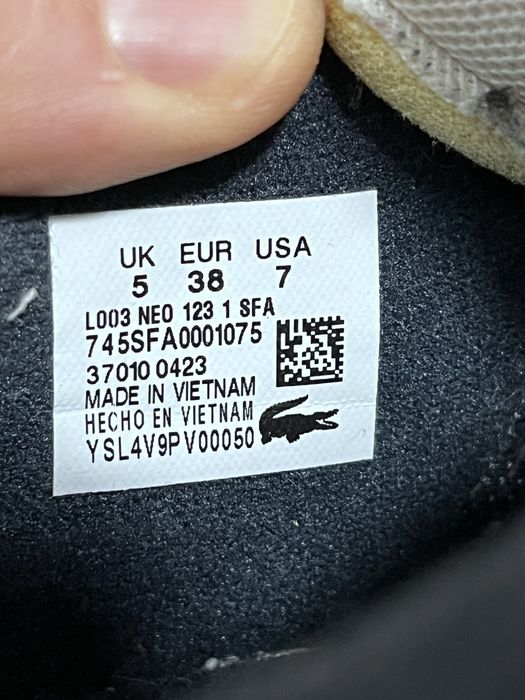 UK EUR USA
5 38 7
L003 NEO 123 1 SFA
745SFA0001075
37010 0423
MADE IN VIETNAM
HECHO EN VIETNAM
YSL4V9PV00050